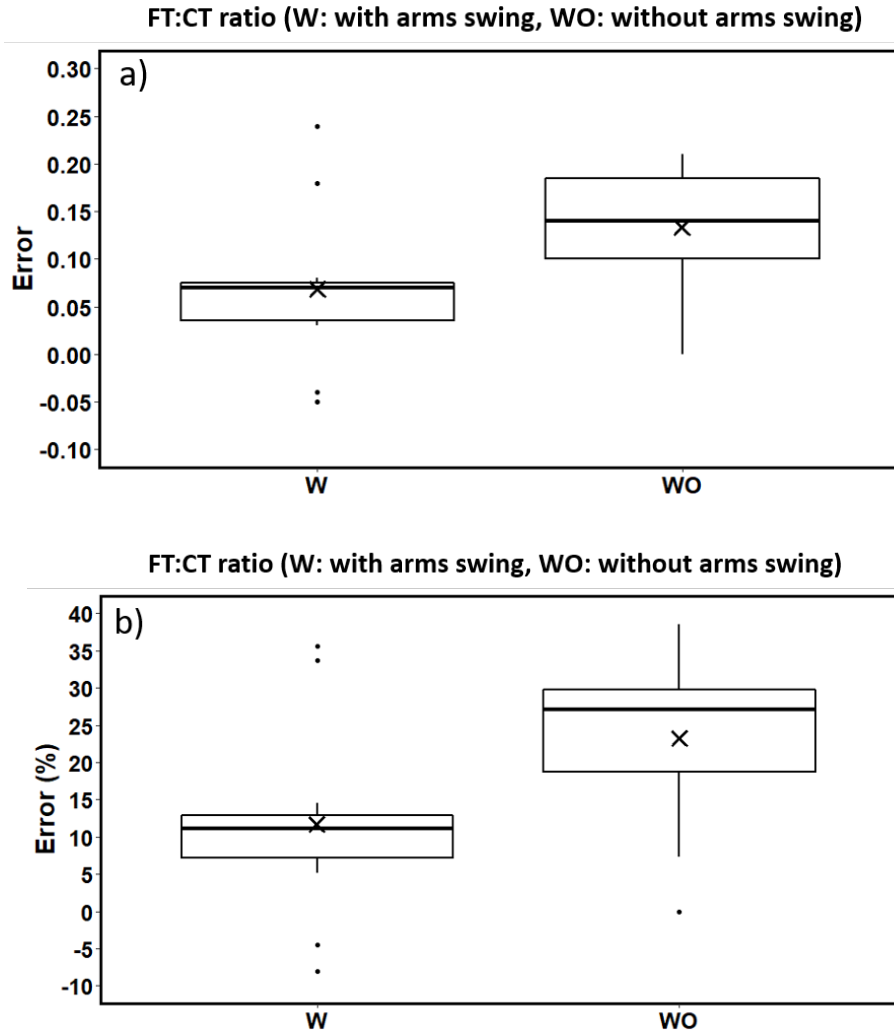 FT:CT ratio (W: with arms swing, WO: without arms swing)
a)
0.30
0.25
0.20
0.15
0.10
0.05
0.00
-0.05
-0.10
Error
W WO
FT:CT ratio (W: with arms swing, WO: without arms swing)
b)
40
35
30
25
20
15
10
5
0
-5
-10
Error (%)
W WO